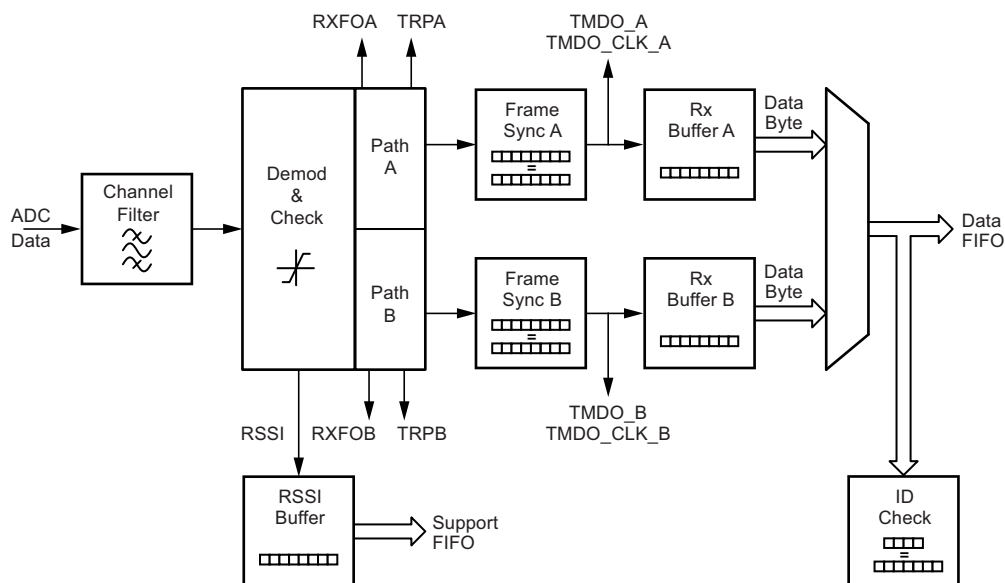 RXFOA
TRPA
TMDO_A
TMDO_CLK_A
ADC
Data
Channel
Filter
Demod
&
Check
Path
A
Path
B
Frame
Sync A
=
Rx
Buffer A
Data
Byte
Frame
Sync B
=
Rx
Buffer B
Data
Byte
Data
FIFO
RSSI
RXFOB
TRPB
TMDO_B
TMDO_CLK_B
RSSI
Buffer
Support
FIFO
ID
Check
=